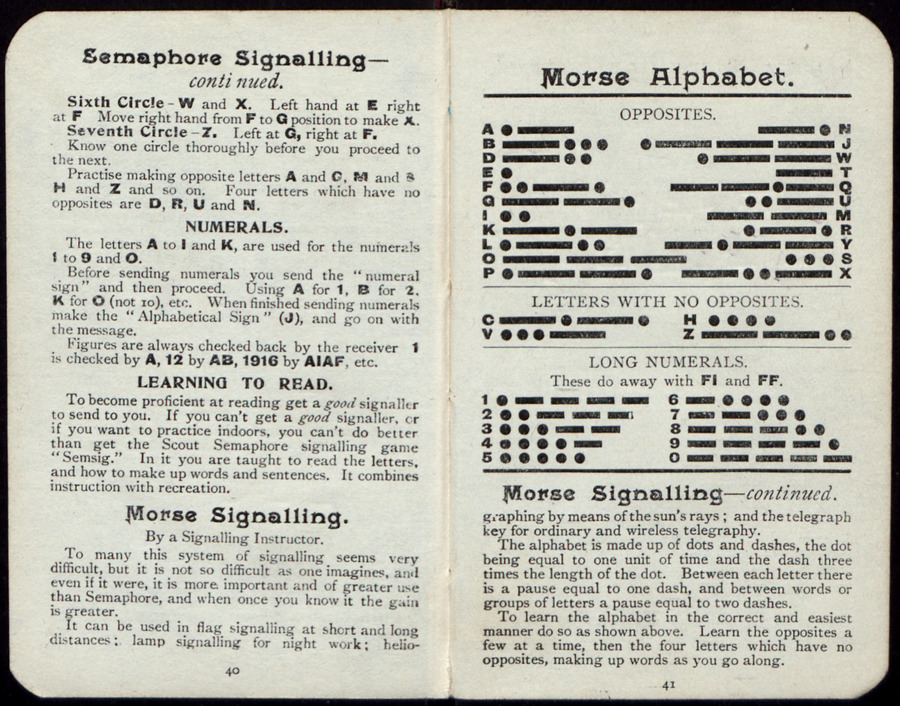 Semaphore Signalling—
continued.
Sixth Circle - W and X. Left hand at E right
at F Move right hand from F to G position to make X.
Seventh Circle – Z. Left at G, right at F.
Know one circle thoroughly before you proceed to
the next.
Practise making opposite letters A and G, M and S
H and Z and so on. Four letters which have no
opposites are D, R, U and N.
NUMERALS.
The letters A to I and K, are used for the numerals
1 to 9 and O.
Before sending numerals you send the "numeral
sign" and then proceed. Using A for 1, B for 2,
K for O (not 10), etc. When finished sending numerals
make the "Alphabetical Sign" (J), and go on with
the message.
Figures are always checked back by the receiver 1
is checked by A, 12 by AB, 1916 by AIAF, etc.
LEARNING TO READ.
To become proficient at reading get a good signaller
to send to you. If you can't get a good signaller, or
if you want to practice indoors, you can't do better
than get the Scout Semaphore signalling game
"Semsig." In it you are taught to read the letters,
and how to make up words and sentences. It combines
instruction with recreation.
Morse Signalling.
By a Signalling Instructor.
To many this system of signalling seems very
difficult, but it is not so difficult as one imagines, and
even if it were, it is more important and of greater use
than Semaphore, and when once you know it the gain
is greater.
It can be used in flag signalling at short and long
distances; lamp signalling for night work; helio-
40
Morse Alphabet.
OPPOSITES.
A N
B J
D W
E T
F Q
G U
I M
K R
L Y
O S
P X
LETTERS WITH NO OPPOSITES.
C H
V Z
LONG NUMERALS.
These do away with FI and FF.
1 6
2 7
3 8
4 9
5 0
Morse Signalling—continued.
graphing by means of the sun's rays; and the telegraph
key for ordinary and wireless telegraphy.
The alphabet is made up of dots and dashes, the dot
being equal to one unit of time and the dash three
times the length of the dot. Between each letter there
is a pause equal to one dash, and between words or
groups of letters a pause equal to two dashes.
To learn the alphabet in the correct and easiest
manner do so as shown above. Learn the opposites a
few at a time, then the four letters which have no
opposites, making up words as you go along.
41